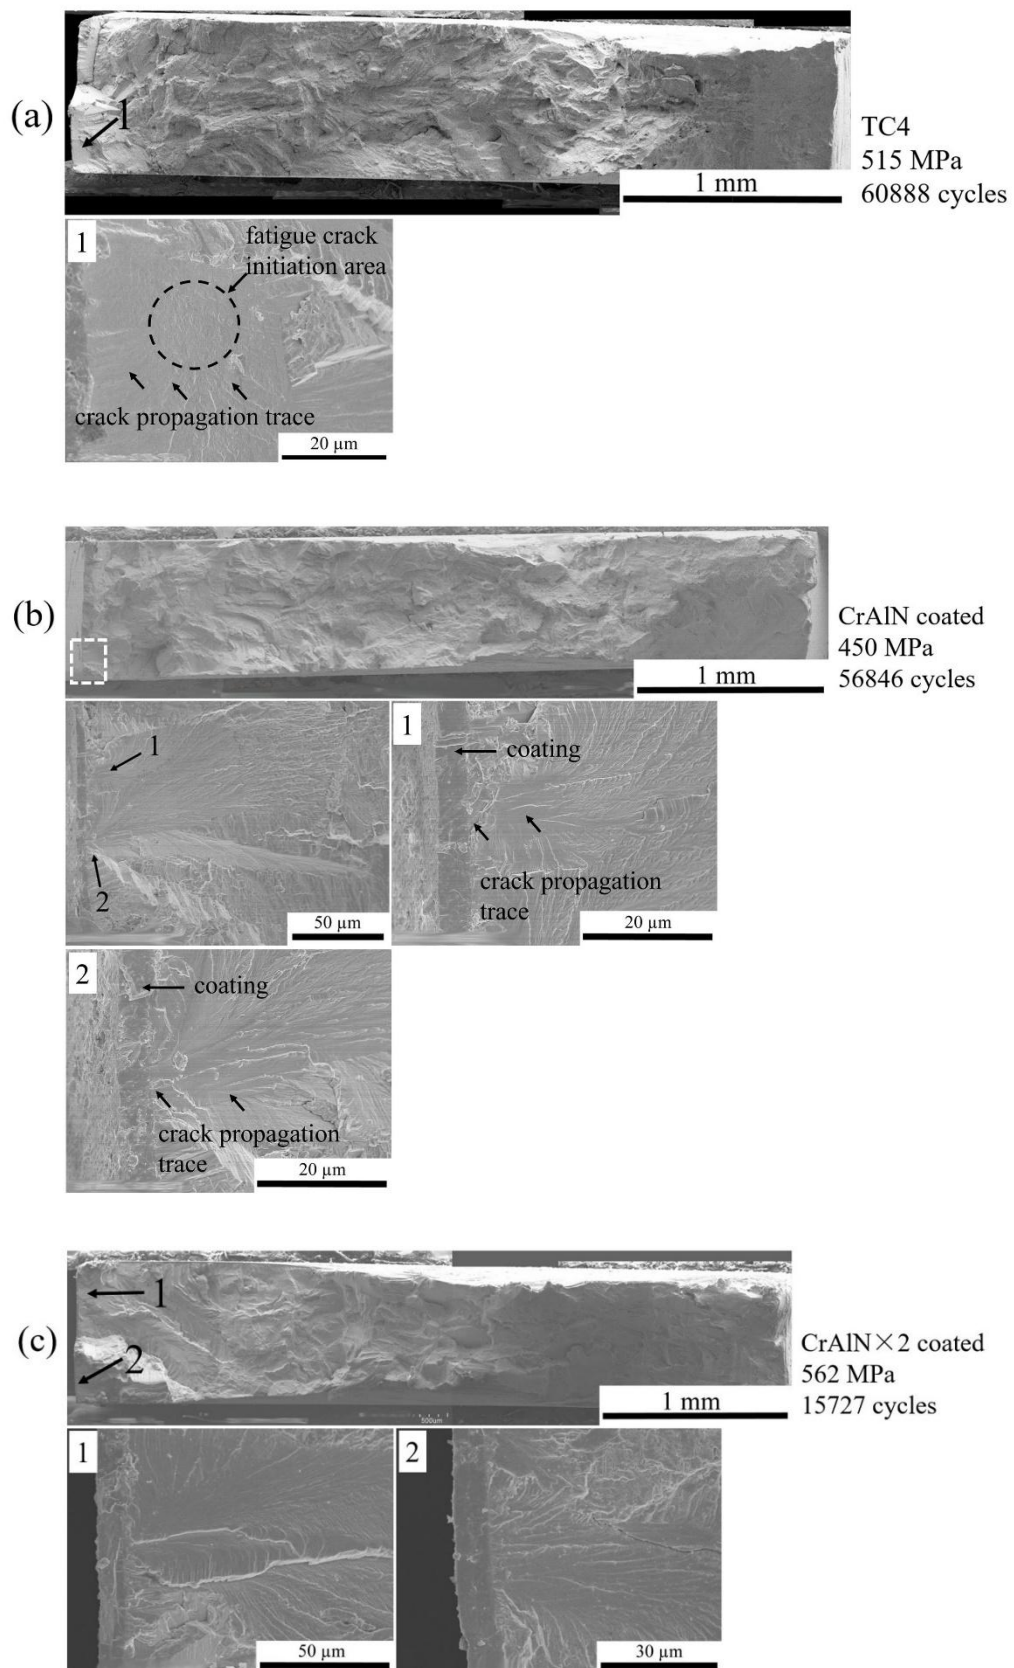 (a)
1
TC4
515 MPa
60888 cycles
1 mm
1
fatigue crack
initiation area
crack propagation trace
20 µm
(b)
CrAlN coated
450 MPa
56846 cycles
1 mm
1
2
50 µm
1
coating
crack propagation
trace
20 µm
2
coating
crack propagation
trace
20 µm
(c)
1
2
CrAlN×2 coated
562 MPa
15727 cycles
500µm
1 mm
1
50 µm
2
30 µm